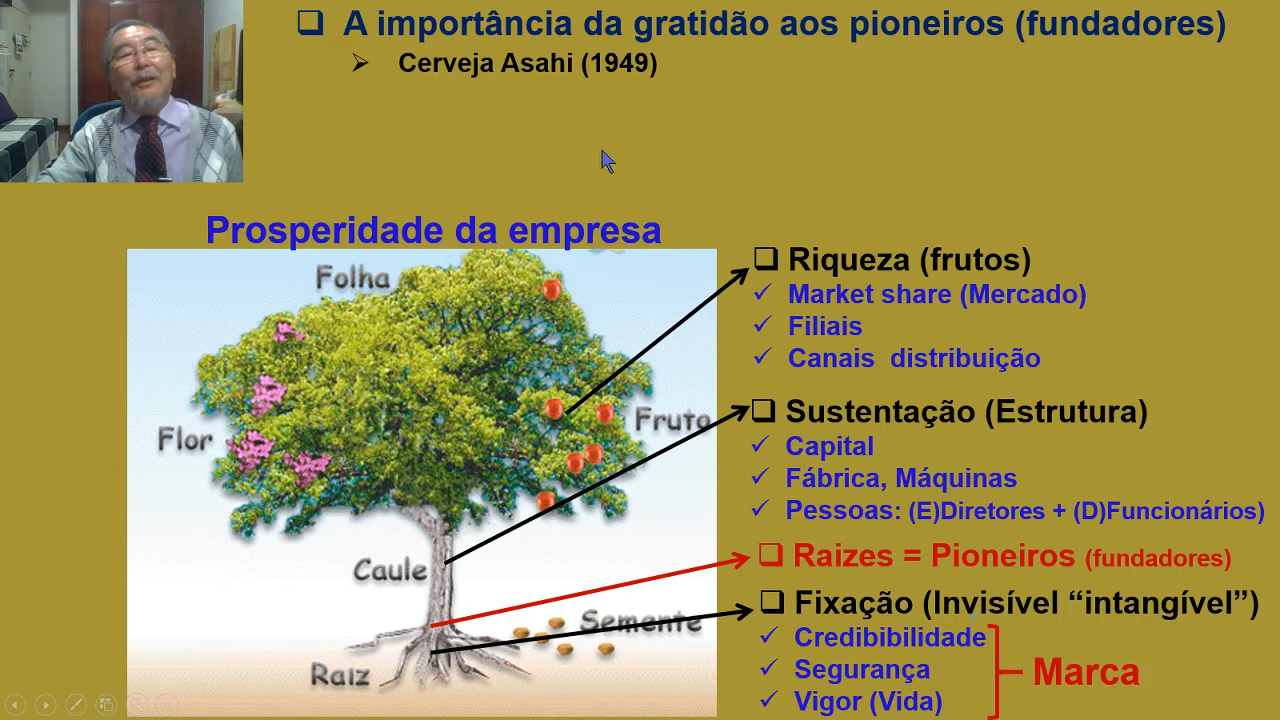 A importância da gratidão aos pioneiros (fundadores)
Cerveja Asahi (1949)
Prosperidade da empresa
Folha
Flor
Fruto
Caule
Semente
Raiz
Riqueza (frutos)
Market share (Mercado)
Filiais
Canais distribuição
Sustentação (Estrutura)
Capital
Fábrica, Máquinas
Pessoas: (E)Diretores + (D)Funcionários)
Raizes = Pioneiros (fundadores)
Fixação (Invisível “intangível”)
Credibibilidade
Segurança
Vigor (Vida)
Marca